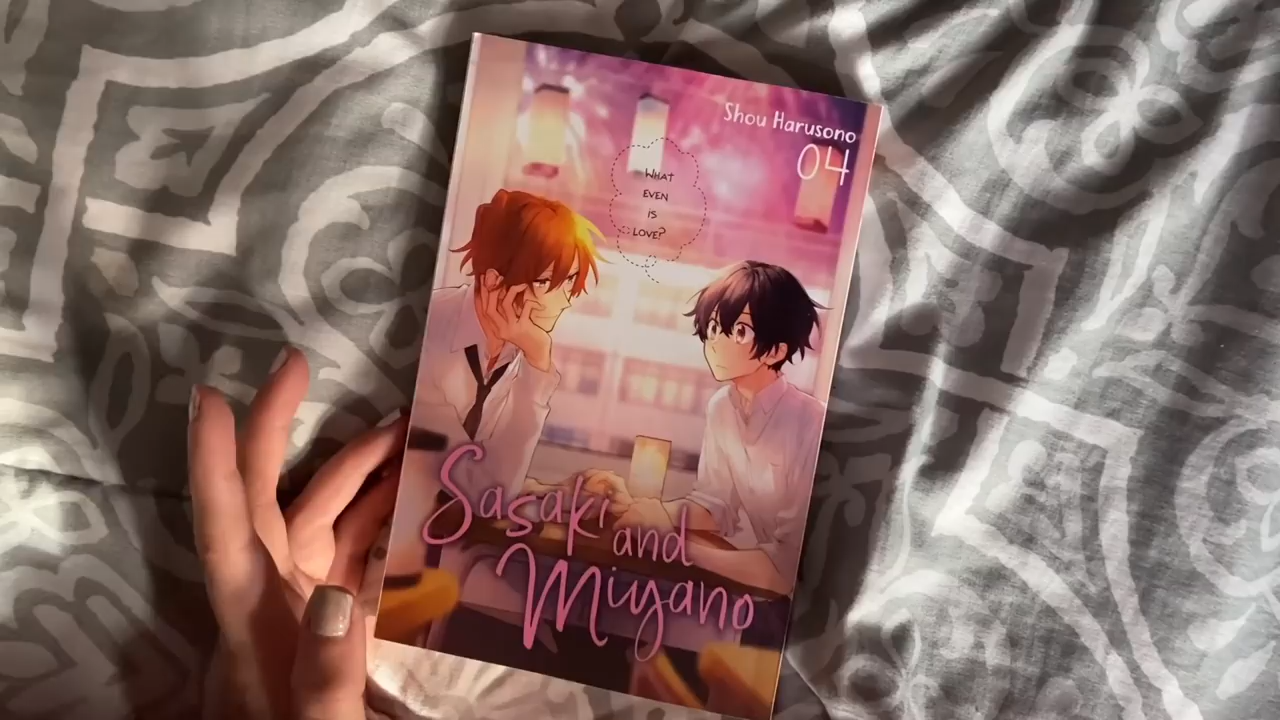 Shou Harusono
04
WHAT
EVEN
IS
LOVE?
Sasaki and
Miyano